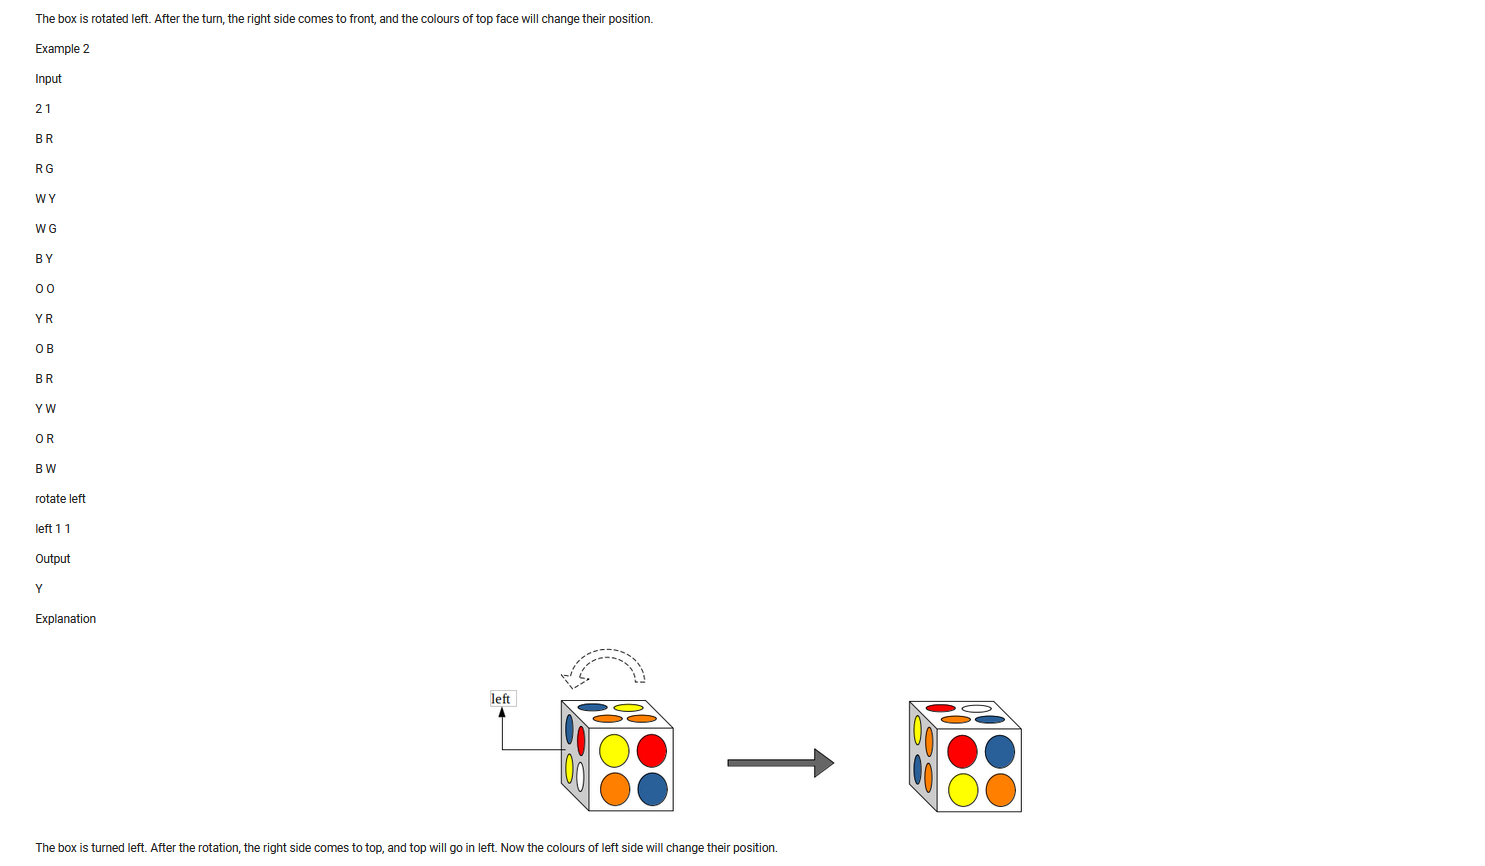 The box is rotated left. After the turn, the right side comes to front, and the colours of top face will change their position.
Example 2
Input
2 1
B R
R G
W Y
W G
B Y
O O
Y R
O B
B R
Y W
O R
B W
rotate left
left 1 1
Output
Y
Explanation
left
The box is turned left. After the rotation, the right side comes to top, and top will go in left. Now the colours of left side will change their position.